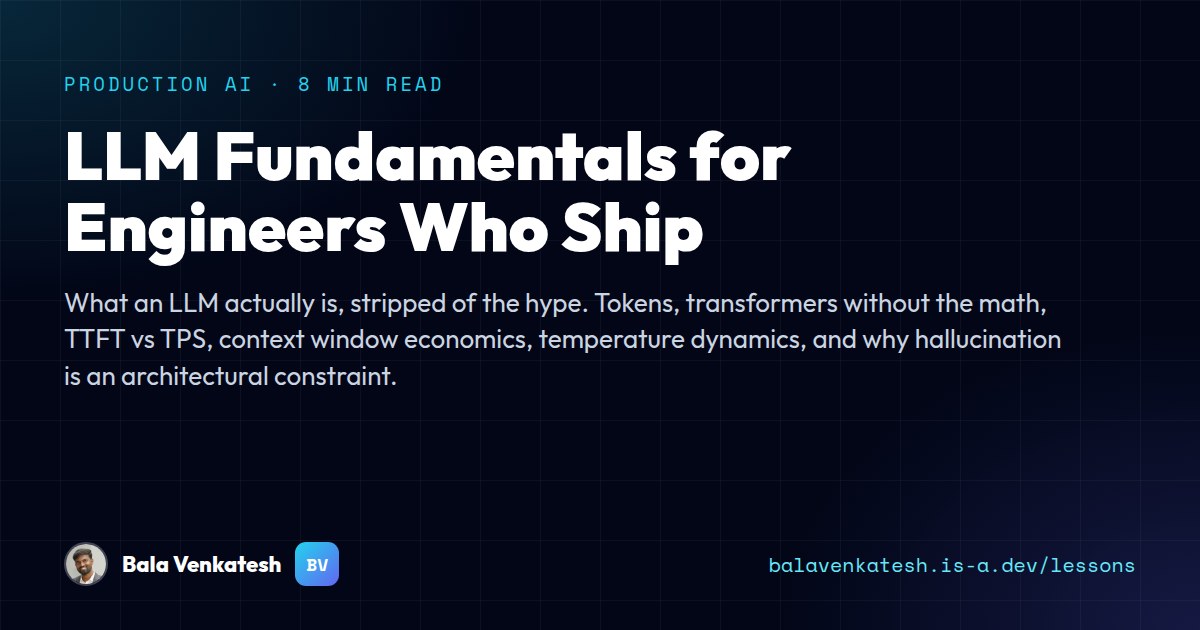 PRODUCTION AI · 8 MIN READ
LLM Fundamentals for
Engineers Who Ship
What an LLM actually is, stripped of the hype. Tokens, transformers without the math,
TTFT vs TPS, context window economics, temperature dynamics, and why hallucination
is an architectural constraint.
Bala Venkatesh BV
balavenkatesh.is-a.dev/lessons